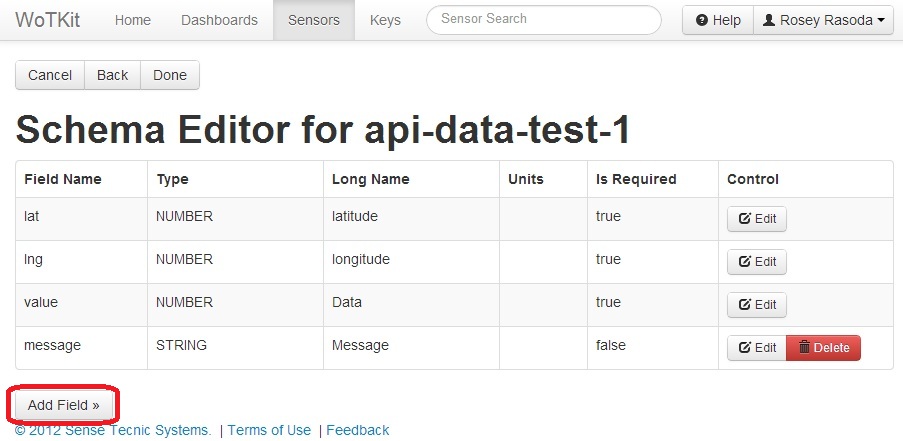 WoTKit Home Dashboards Sensors Keys Sensor Search Help Rosey Rasoda
Cancel Back Done
Schema Editor for api-data-test-1
Field Name Type Long Name Units Is Required Control
lat NUMBER latitude true Edit
lng NUMBER longitude true Edit
value NUMBER Data true Edit
message STRING Message false Edit Delete
Add Field »
© 2012 Sense Tecnic Systems. | Terms of Use | Feedback